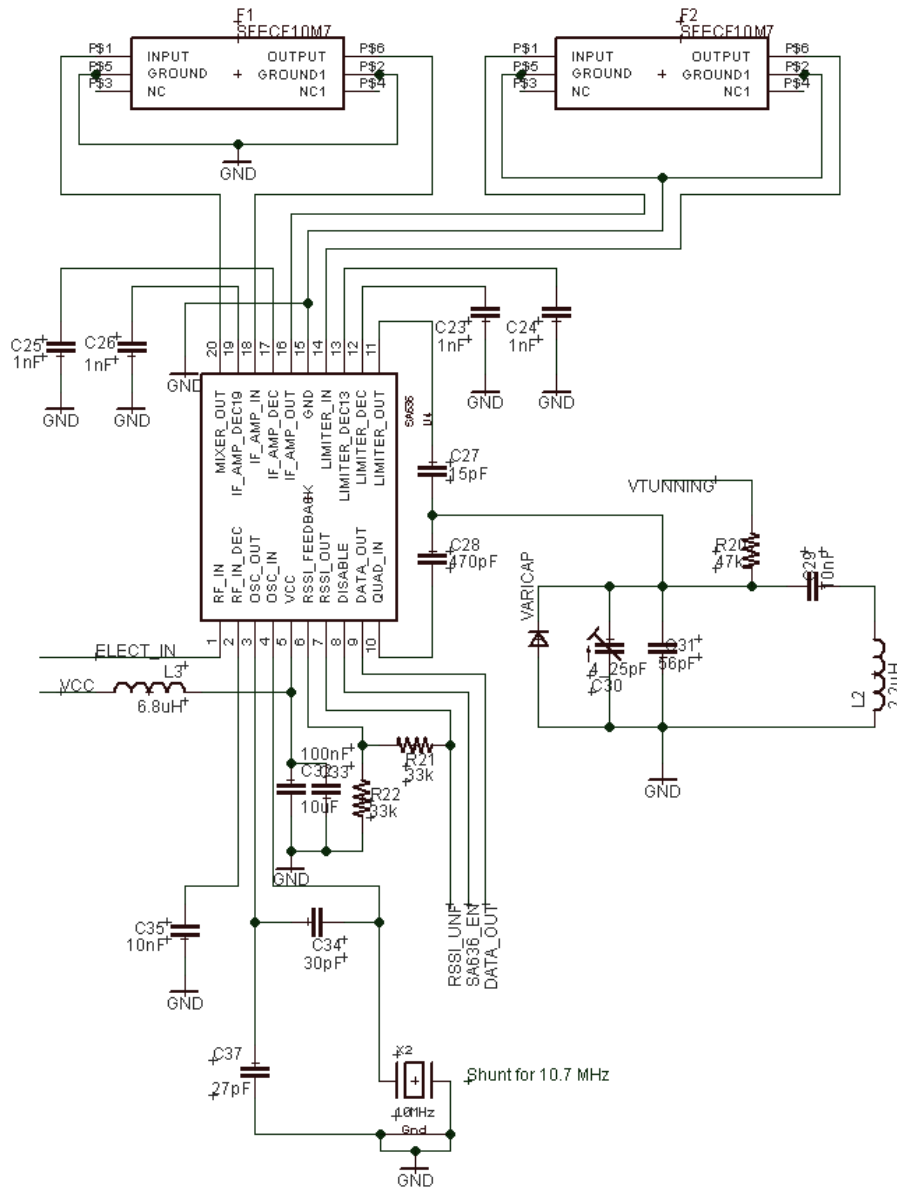 F1
SFECF10M7
P$1 INPUT OUTPUT P$6
P$5 GROUND GROUND1 P$2
P$3 NC NC1 P$4
GND
F2
SFECF10M7
P$1 INPUT OUTPUT P$6
P$5 GROUND GROUND1 P$2
P$3 NC NC1 P$4
C25
1nF
GND
C26
1nF
GND
GND
C23
1nF
GND
C24
1nF
GND
20 19 18 17 16 15 14 13 12 11
MIXER_OUT
IF_AMP_DEC19
IF_AMP_IN
IF_AMP_DEC
IF_AMP_OUT
GND
LIMITER_IN
LIMITER_DEC13
LIMITER_DEC
LIMITER_OUT
SA636
U4
RF_IN
RF_IN_DEC
OSC_OUT
OSC_IN
VCC
RSSI_FEEDBACK
RSSI_OUT
DISABLE
DATA_OUT
QUAD_IN
1 2 3 4 5 6 7 8 9 10
C27
15pF
C28
470pF
VTUNNING
R20
47k
C29
10nF
VARICAP
4_25pF
C30
C31
56pF
L2
2.2uH
GND
ELECT_IN
VCC
L3
6.8uH
100nF
C32
C33
10uF
R21
33k
R22
33k
GND
C35
10nF
GND
C34
30pF
RSSI_UNF
SA636_EN
DATA_OUT
C37
27pF
X2
10MHz
Gnd
GND
Shunt for 10.7 MHz